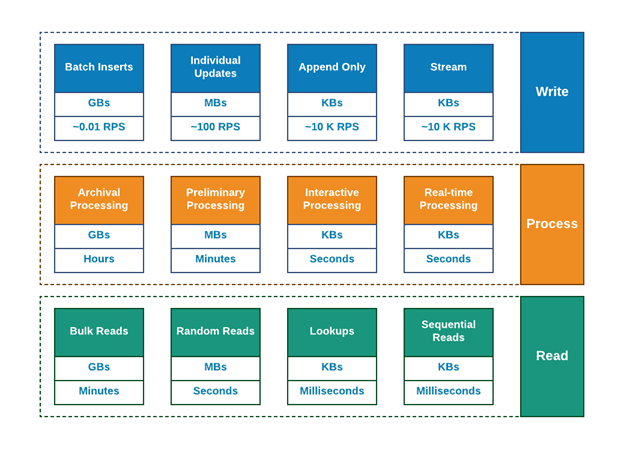 Batch Inserts
Individual
Updates
Append Only
Stream
Write
GBs
MBs
KBs
KBs
~0.01 RPS
~100 RPS
~10 K RPS
~10 K RPS
Archival
Processing
Preliminary
Processing
Interactive
Processing
Real-time
Processing
Process
GBs
MBs
KBs
KBs
Hours
Minutes
Seconds
Seconds
Bulk Reads
Random Reads
Lookups
Sequential
Reads
Read
GBs
MBs
KBs
KBs
Minutes
Seconds
Milliseconds
Milliseconds